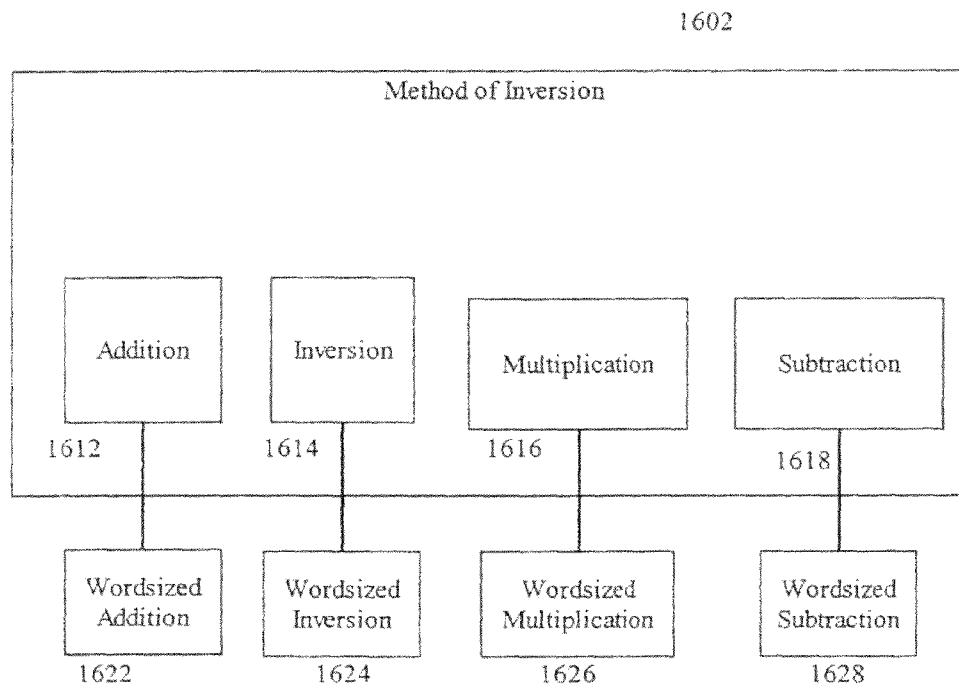 1602
Method of Inversion
Addition
Inversion
Multiplication
Subtraction
1612
1614
1616
1618
Wordsized
Addition
Wordsized
Inversion
Wordsized
Multiplication
Wordsized
Subtraction
1622
1624
1626
1628